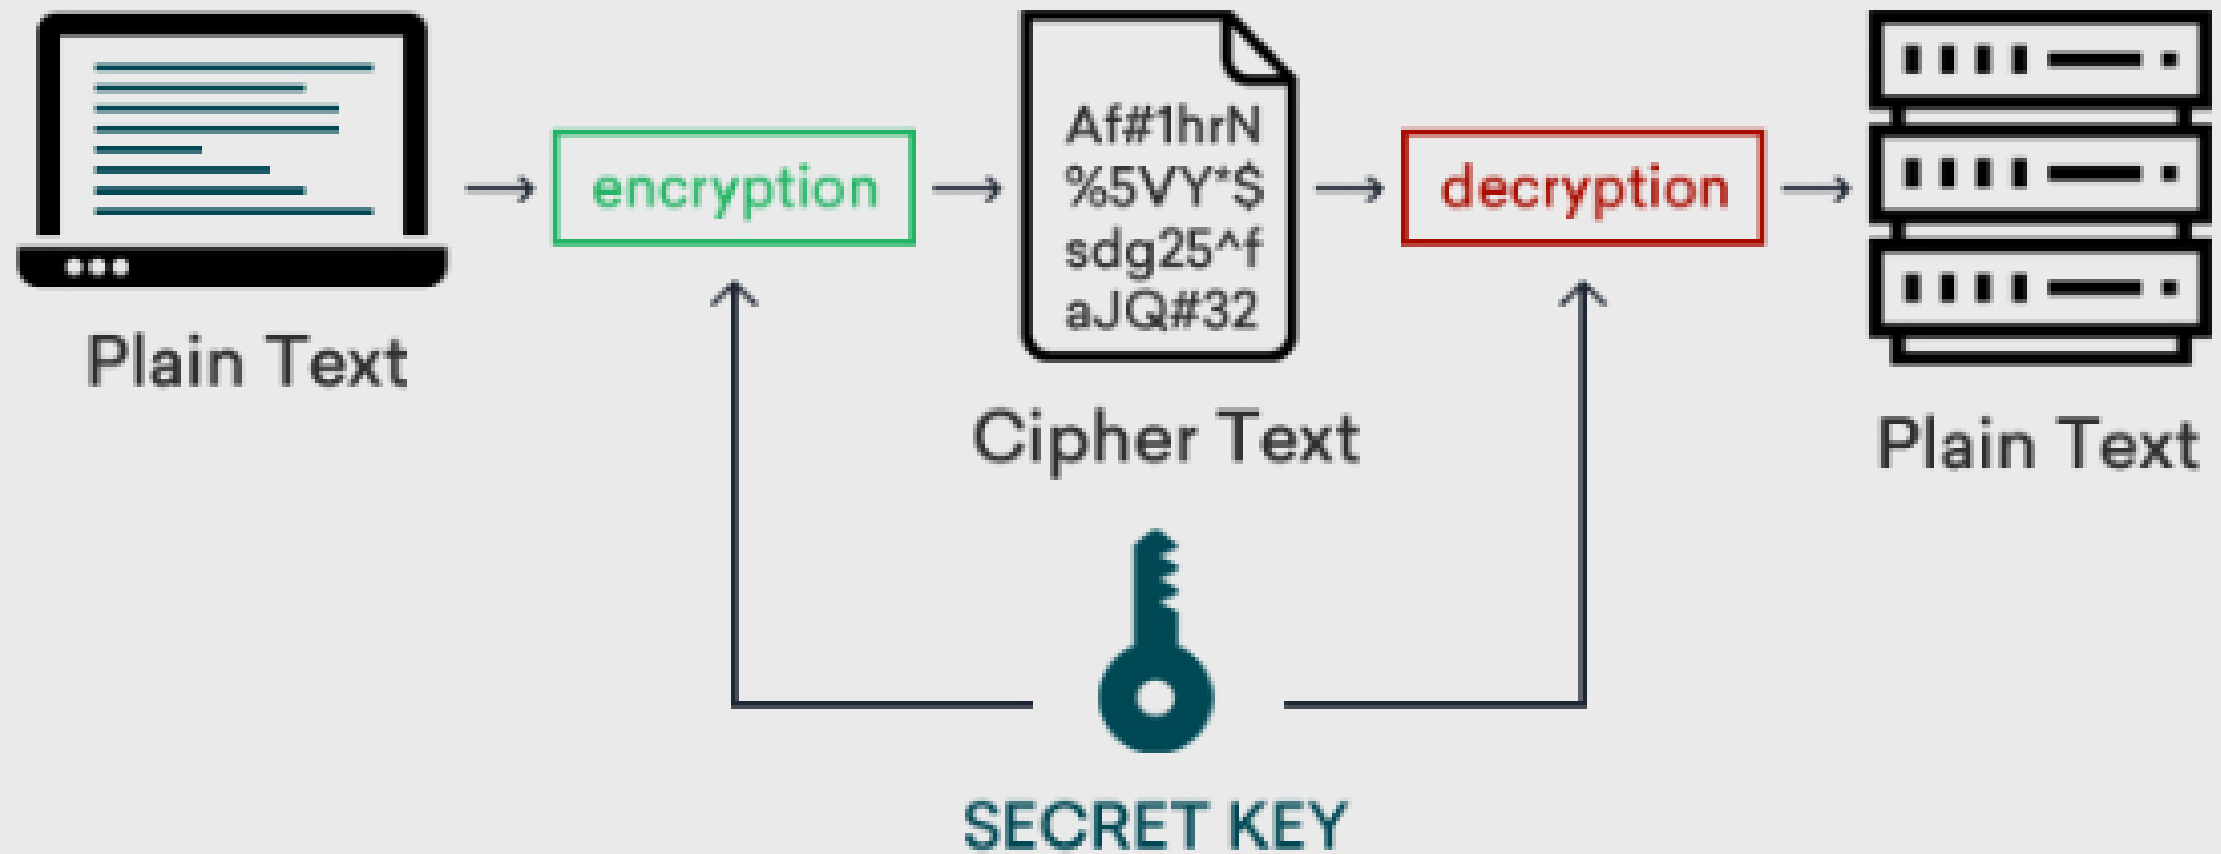 Plain Text
encryption
Af#1hrN
%5VY*$
sdg25^f
aJQ#32
Cipher Text
decryption
Plain Text
SECRET KEY